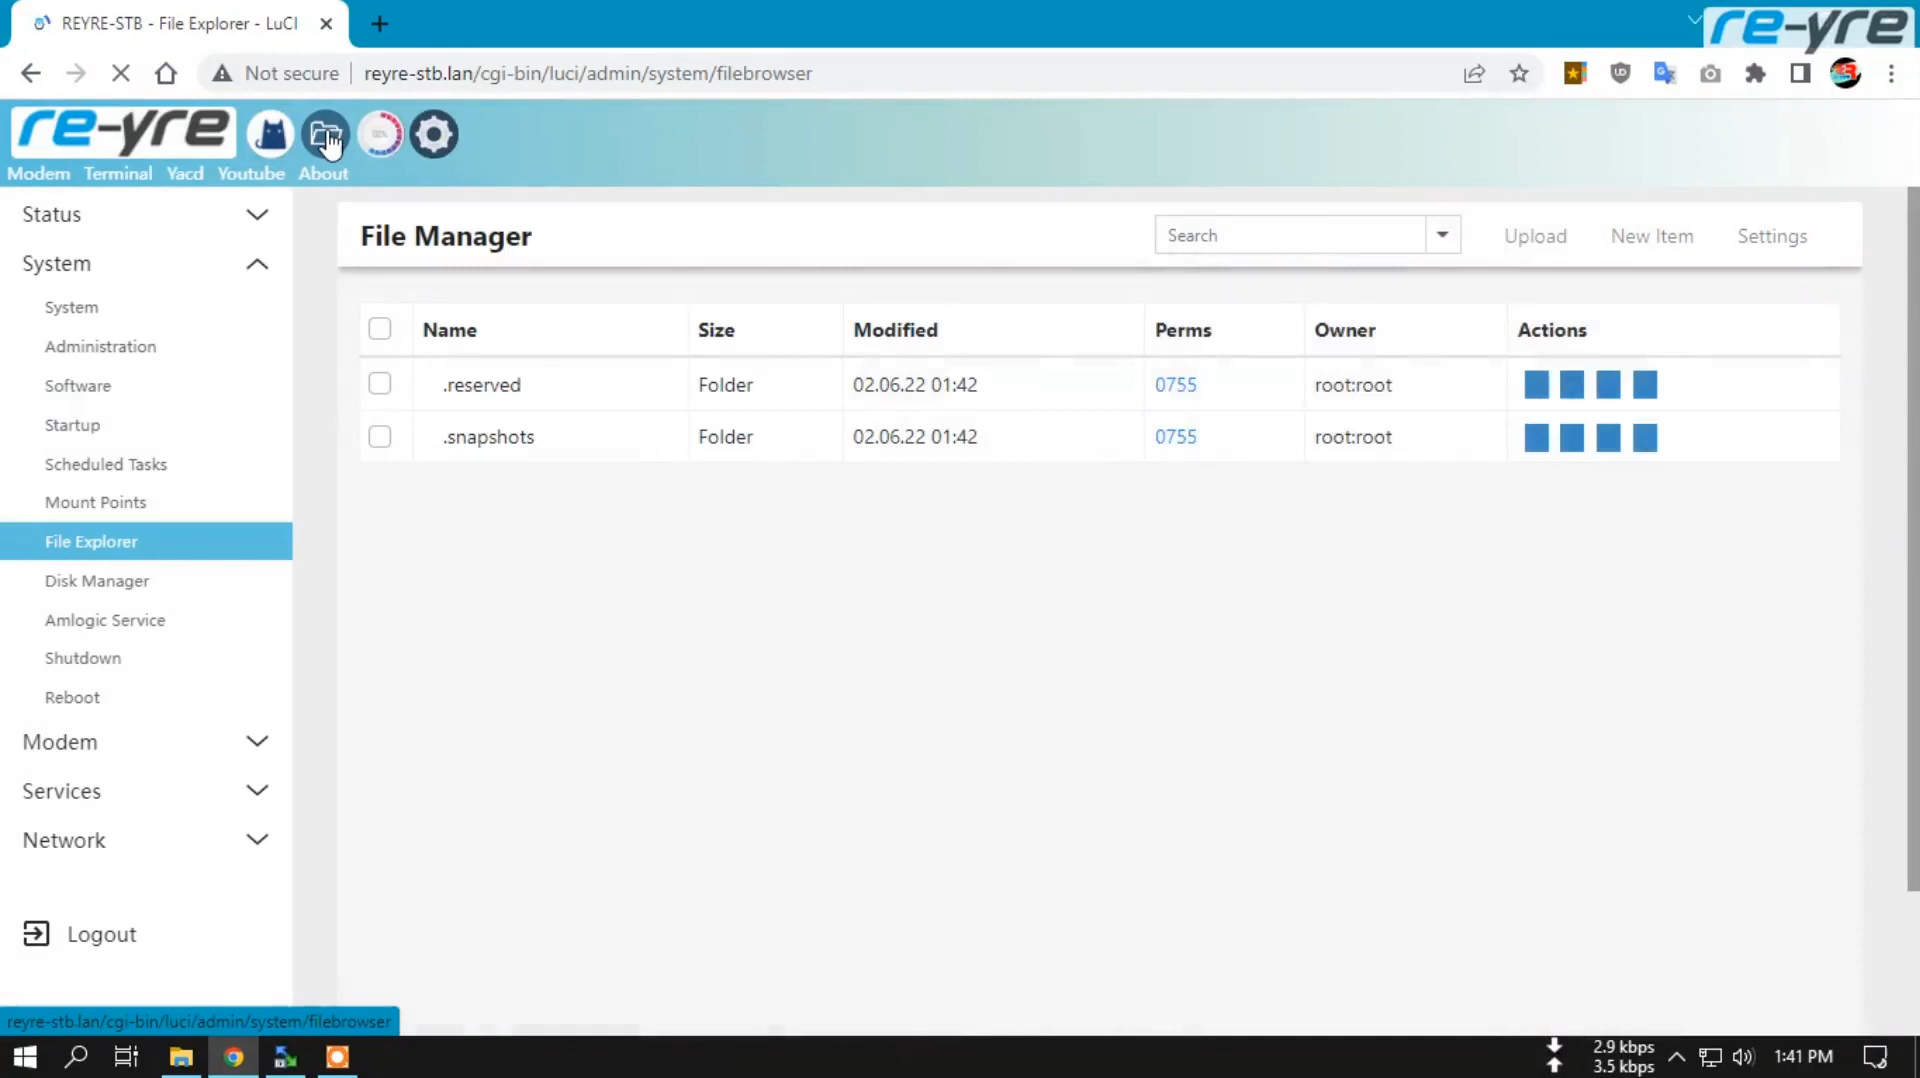 REYRE-STB - File Explorer - LuCI
re-yre
Not secure
reyre-stb.lan/cgi-bin/luci/admin/system/filebrowser
re-yre
Modem Terminal Yacd Youtube About
Status
System
System
Administration
Software
Startup
Scheduled Tasks
Mount Points
File Explorer
Disk Manager
Amlogic Service
Shutdown
Reboot
Modem
Services
Network
Logout
File Manager
Search
Upload New Item Settings
Name Size Modified Perms Owner Actions
.reserved Folder 02.06.22 01:42 0755 root:root
.snapshots Folder 02.06.22 01:42 0755 root:root
reyre-stb.lan/cgi-bin/luci/admin/system/filebrowser
2.9 kbps
3.5 kbps
1:41 PM